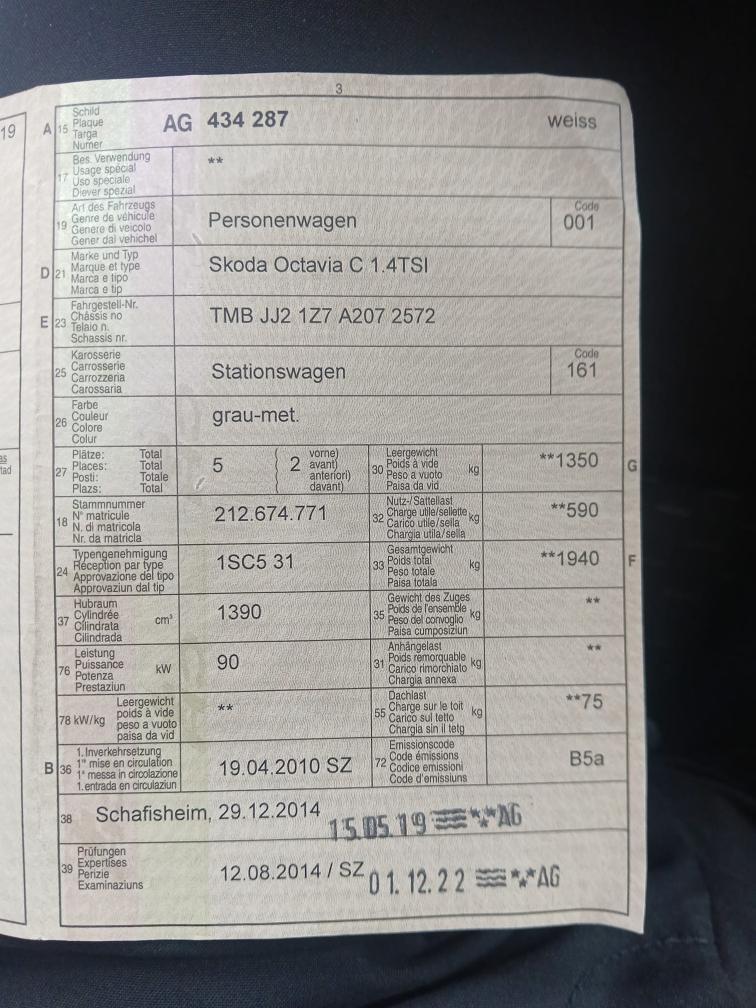 3
19
A 15 Schild
Plaque
Targa
Numer
AG 434 287 weiss
17 Bes. Verwendung
Usage spécial
Uso speciale
Diever spezial
**
19 Art des Fahrzeugs
Genre de véhicule
Genere di veicolo
Gener dal vehichel
Personenwagen
Code
001
D 21 Marke und Typ
Marque et type
Marca e tipo
Marca e tip
Skoda Octavia C 1.4TSI
E 23 Fahrgestell-Nr.
Châssis no
Telaio n.
Schassis nr.
TMB JJ2 1Z7 A207 2572
25 Karosserie
Carrosserie
Carrozzeria
Carossaria
Stationswagen
Code
161
26 Farbe
Couleur
Colore
Colur
grau-met.
27 Plätze: Total
Places: Total
Posti: Totale
Plazs: Total
5 ( 2 vorne)
avant)
anteriori)
davant)
30 Leergewicht
Poids à vide
Peso a vuoto
Paisa da vid
kg
**1350 G
18 Stammnummer
N° matricule
N. di matricola
Nr. da matricla
212.674.771
32 Nutz-/Sattellast
Charge utile/sellette
Carico utile/sella
Chargia utila/sella
kg
**590
24 Typengenehmigung
Réception par type
Approvazione del tipo
Approvaziun dal tip
1SC5 31
33 Gesamtgewicht
Poids total
Peso totale
Paisa totala
kg
**1940 F
37 Hubraum
Cylindrée
Cilindrata
Cilindrada
cm³
1390
35 Gewicht des Zuges
Poids de l'ensemble
Peso del convoglio
Paisa cumposiziun
kg
**
76 Leistung
Puissance
Potenza
Prestaziun
kW
90
31 Anhängelast
Poids remorquable
Carico rimorchiato
Chargia annexa
kg
**
78 kW/kg Leergewicht
poids à vide
peso a vuoto
paisa da vid
**
55 Dachlast
Charge sur le toit
Carico sul tetto
Chargia sin il tetg
kg
**75
B 36 1. Inverkehrsetzung
1re mise en circulation
1a messa in circolazione
1. entrada en circulaziun
19.04.2010 SZ
72 Emissionscode
Code émissions
Codice emissioni
Code d'emissiuns
B5a
38 Schafisheim, 29.12.2014
15.05.19 AG
39 Prüfungen
Expertises
Perizie
Examinaziuns
12.08.2014 / SZ
01.12.22 AG